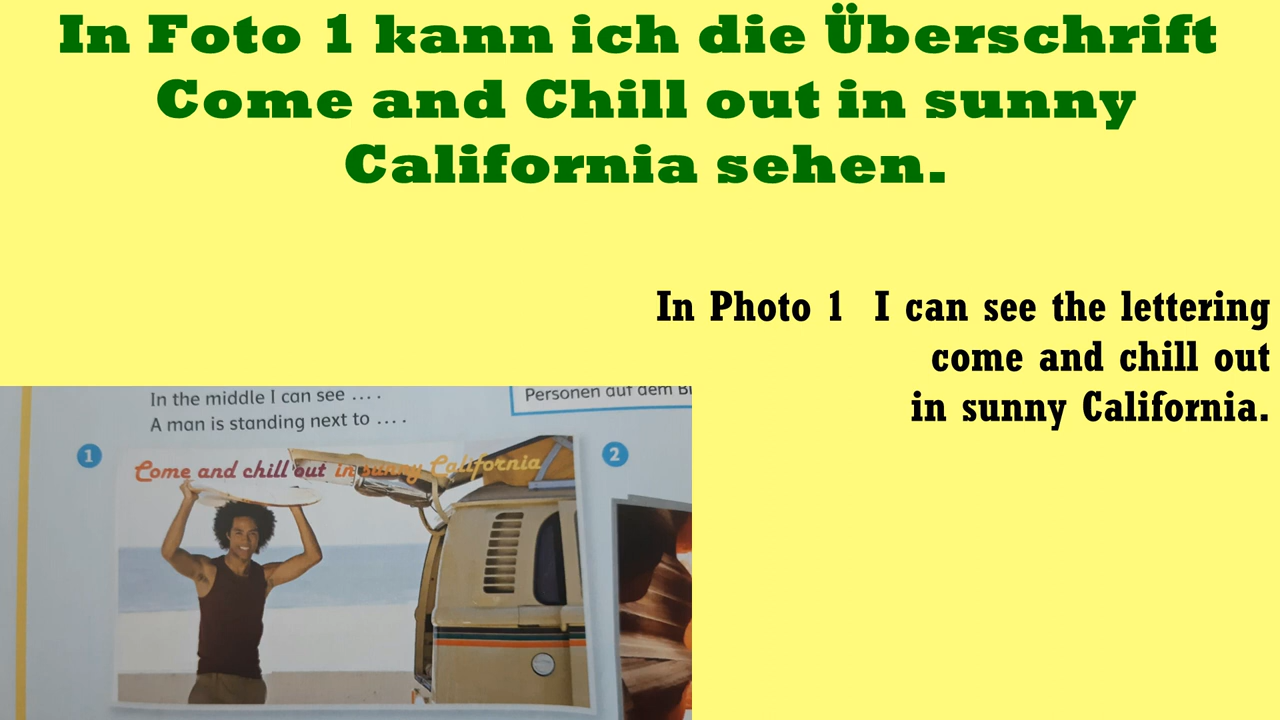 In Foto 1 kann ich die Überschrift
Come and Chill out in sunny
California sehen.
In Photo 1 I can see the lettering
come and chill out
in sunny California.
In the middle I can see ....
Personen auf dem
A man is standing next to ....
1
2
Come and chill out in sunny California